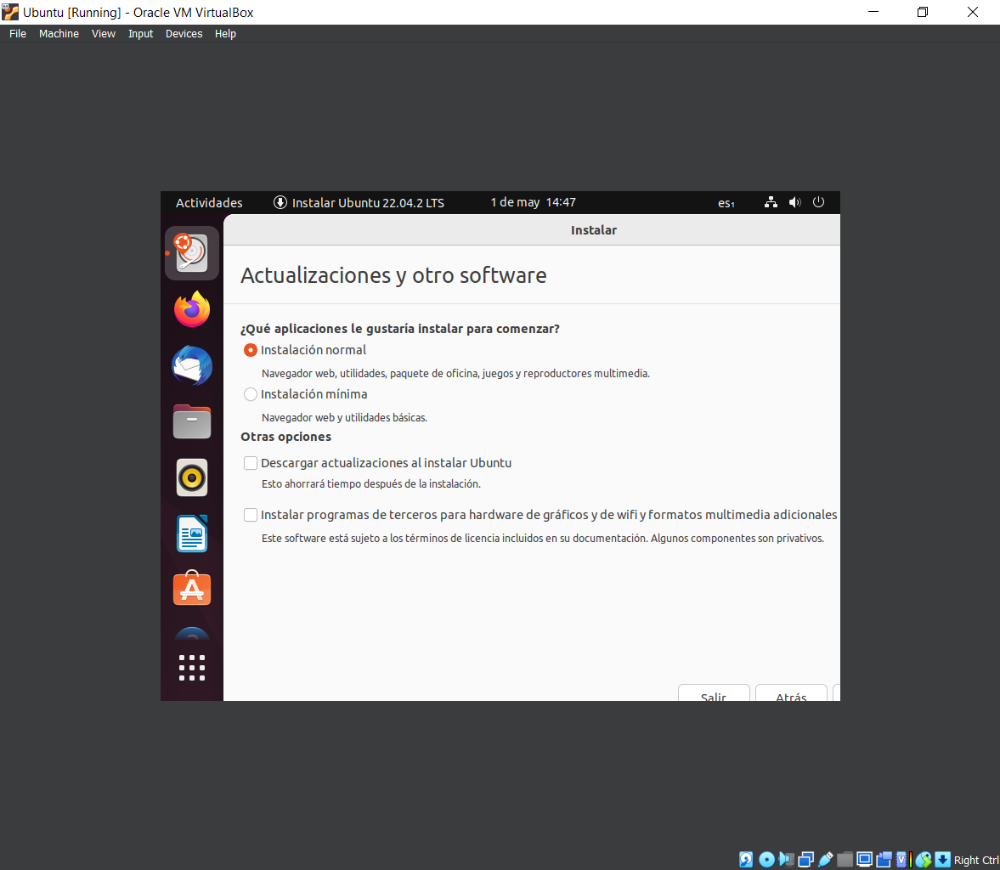 Ubuntu [Running] - Oracle VM VirtualBox
File Machine View Input Devices Help
Actividades Instalar Ubuntu 22.04.2 LTS 1 de may 14:47 es₁
Instalar
Actualizaciones y otro software
¿Qué aplicaciones le gustaría instalar para comenzar?
Instalación normal
Navegador web, utilidades, paquete de oficina, juegos y reproductores multimedia.
Instalación mínima
Navegador web y utilidades básicas.
Otras opciones
Descargar actualizaciones al instalar Ubuntu
Esto ahorrará tiempo después de la instalación.
Instalar programas de terceros para hardware de gráficos y de wifi y formatos multimedia adicionales
Este software está sujeto a los términos de licencia incluidos en su documentación. Algunos componentes son privativos.
Salir Atrás
Right Ctrl